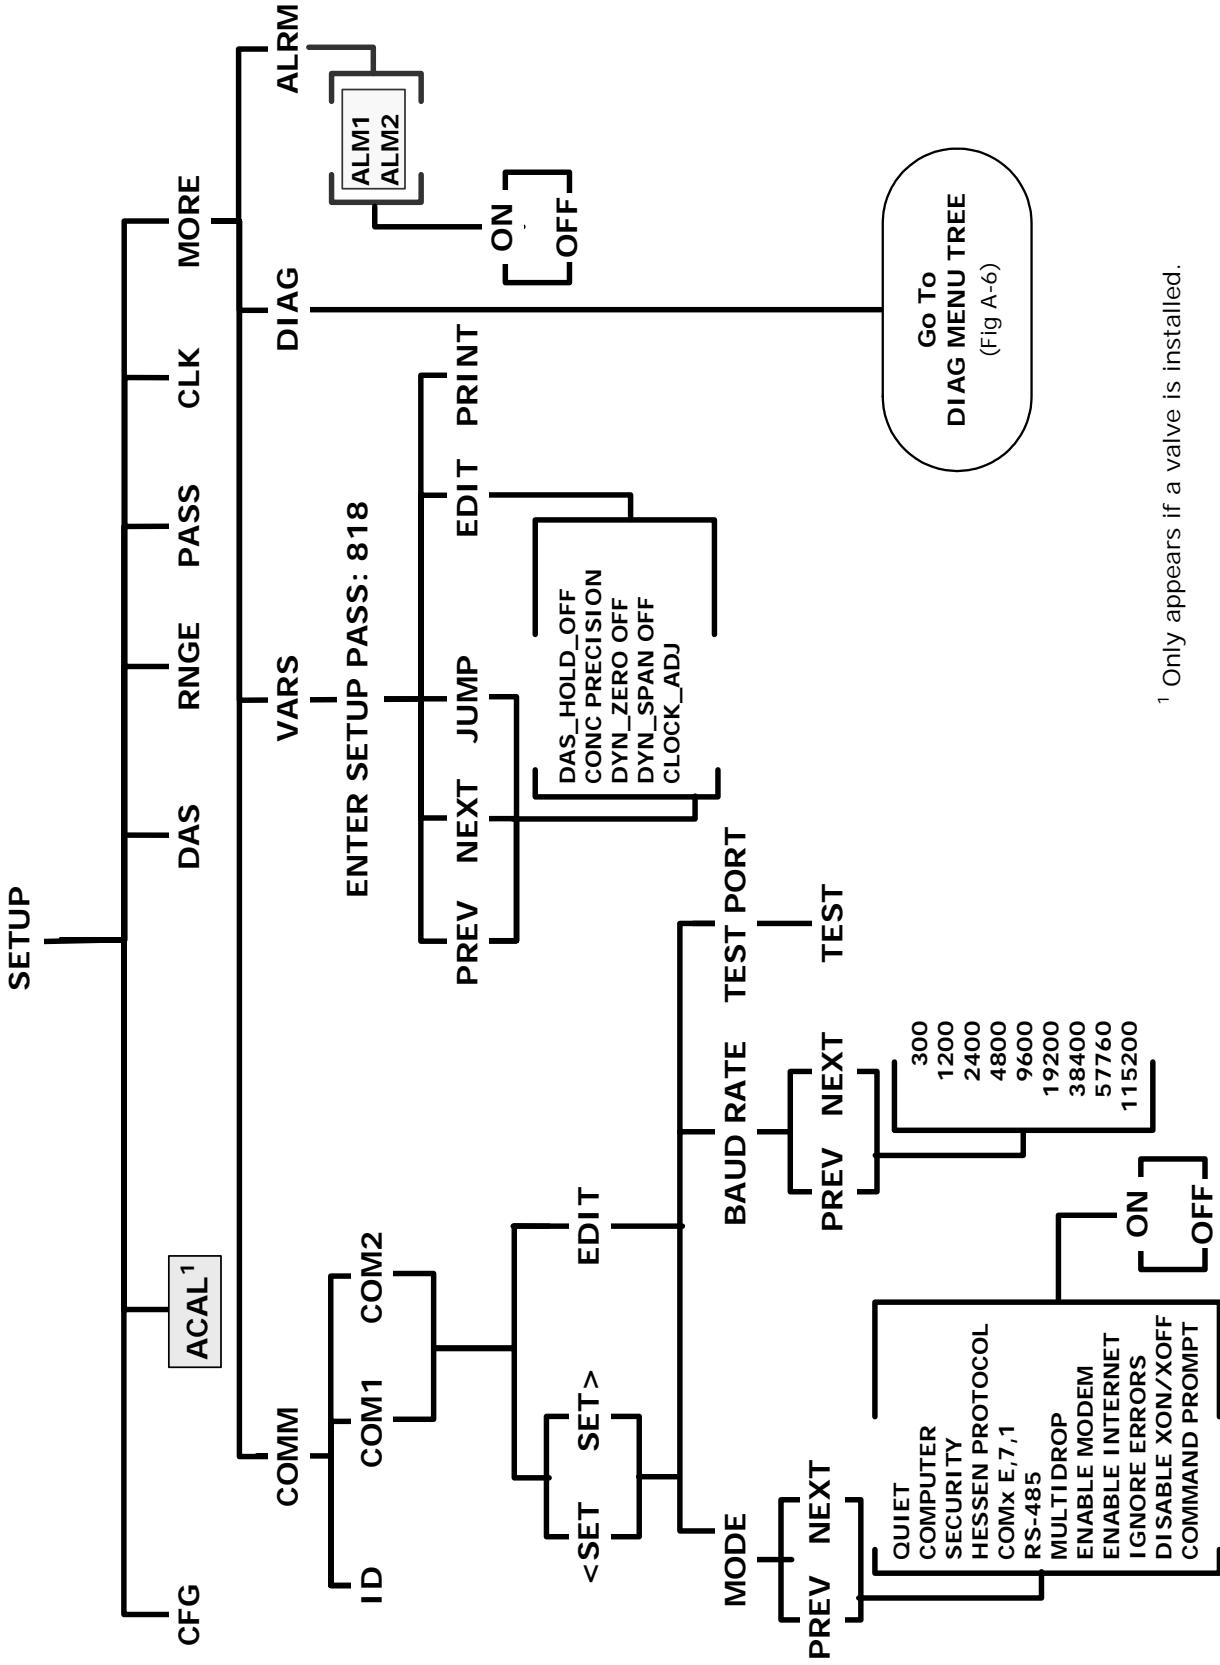 SETUP
CFG
ACAL¹
DAS
RNGE
PASS
CLK
MORE
COMM
VARS
DIAG
ALRM
ID
COM1
COM2
ENTER SETUP PASS: 818
ALM1
ALM2
PREV
NEXT
JUMP
EDIT
PRINT
ON
OFF
<SET
SET>
EDIT
DAS_HOLD_OFF
CONC PRECISION
DYN_ZERO OFF
DYN_SPAN OFF
CLOCK_ADJ
MODE
BAUD RATE
TEST PORT
PREV
NEXT
PREV
NEXT
TEST
QUIET
COMPUTER
SECURITY
HESSEN PROTOCOL
COMx E,7,1
RS-485
MULTIDROP
ENABLE MODEM
ENABLE INTERNET
IGNORE ERRORS
DISABLE XON/XOFF
COMMAND PROMPT
ON
OFF
300
1200
2400
4800
9600
19200
38400
57760
115200
Go To
DIAG MENU TREE
(Fig A-6)
¹ Only appears if a valve is installed.